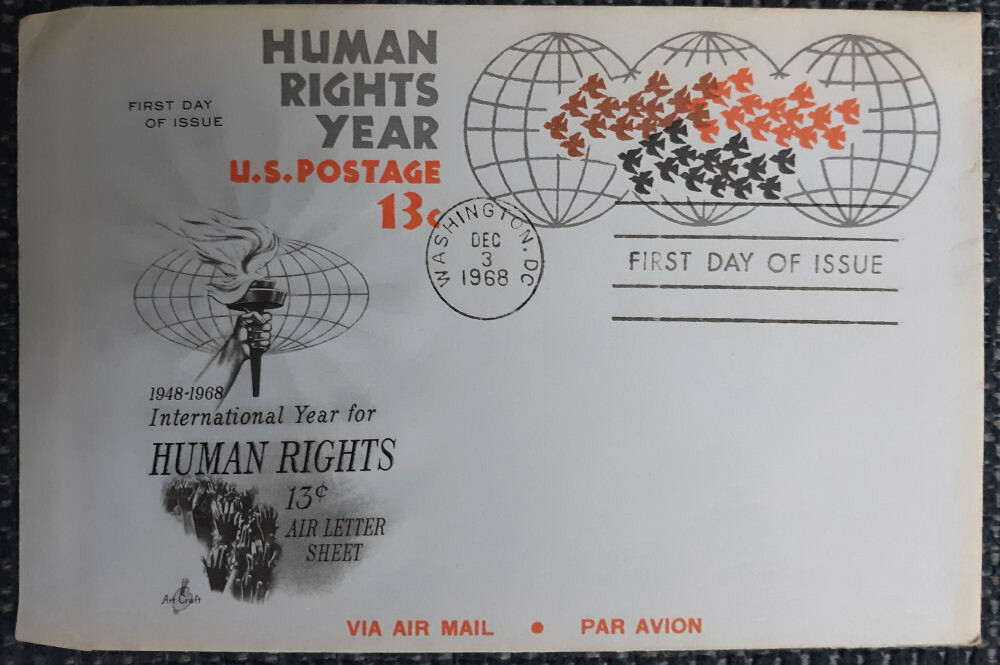 HUMAN
RIGHTS
YEAR
U.S. POSTAGE
13c
FIRST DAY
OF ISSUE
WASHINGTON, DC
DEC
3
1968
FIRST DAY OF ISSUE
1948-1968
International Year for
HUMAN RIGHTS
13¢
AIR LETTER
SHEET
Art Craft
VIA AIR MAIL • PAR AVION